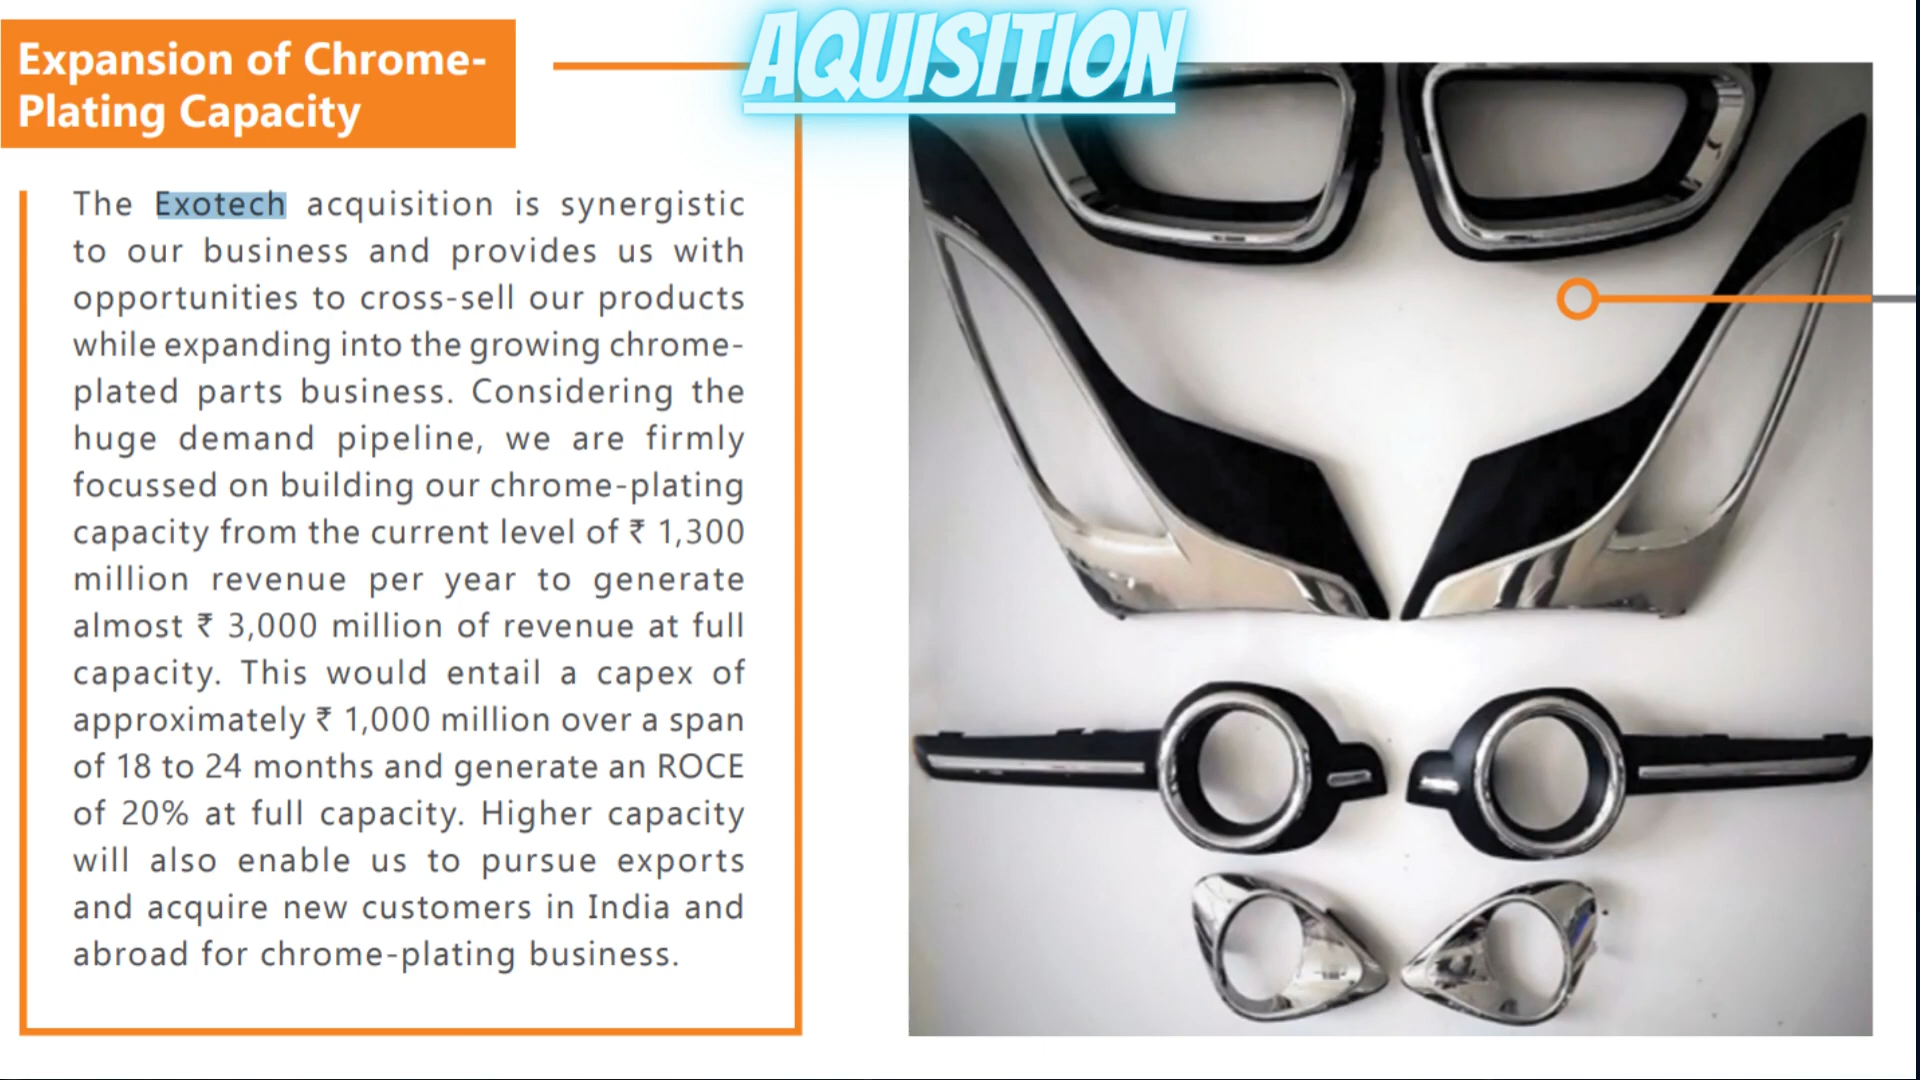 AQUISITION
Expansion of Chrome-
Plating Capacity
The Exotech acquisition is synergistic
to our business and provides us with
opportunities to cross-sell our products
while expanding into the growing chrome-
plated parts business. Considering the
huge demand pipeline, we are firmly
focussed on building our chrome-plating
capacity from the current level of ₹ 1,300
million revenue per year to generate
almost ₹ 3,000 million of revenue at full
capacity. This would entail a capex of
approximately ₹ 1,000 million over a span
of 18 to 24 months and generate an ROCE
of 20% at full capacity. Higher capacity
will also enable us to pursue exports
and acquire new customers in India and
abroad for chrome-plating business.